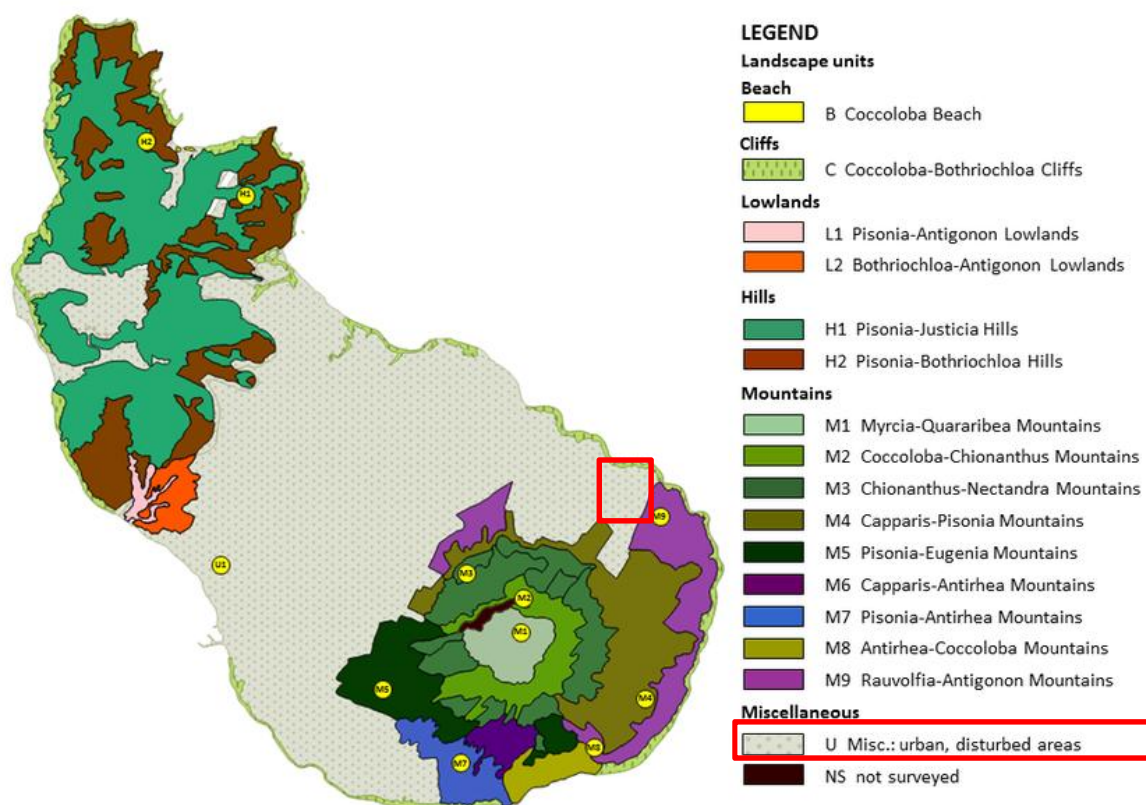 LEGEND
Landscape units
Beach
B Coccoloba Beach
Cliffs
C Coccoloba-Bothriochloa Cliffs
Lowlands
L1 Pisonia-Antigonon Lowlands
L2 Bothriochloa-Antigonon Lowlands
Hills
H1 Pisonia-Justicia Hills
H2 Pisonia-Bothriochloa Hills
Mountains
M1 Myrcia-Quararibea Mountains
M2 Coccoloba-Chionanthus Mountains
M3 Chionanthus-Nectandra Mountains
M4 Capparis-Pisonia Mountains
M5 Pisonia-Eugenia Mountains
M6 Capparis-Antirhea Mountains
M7 Pisonia-Antirhea Mountains
M8 Antirhea-Coccoloba Mountains
M9 Rauvolfia-Antigonon Mountains
Miscellaneous
U Misc.: urban, disturbed areas
NS not surveyed
H2
H1
M9
U1
M3
M2
M1
M5
M4
M8
M7